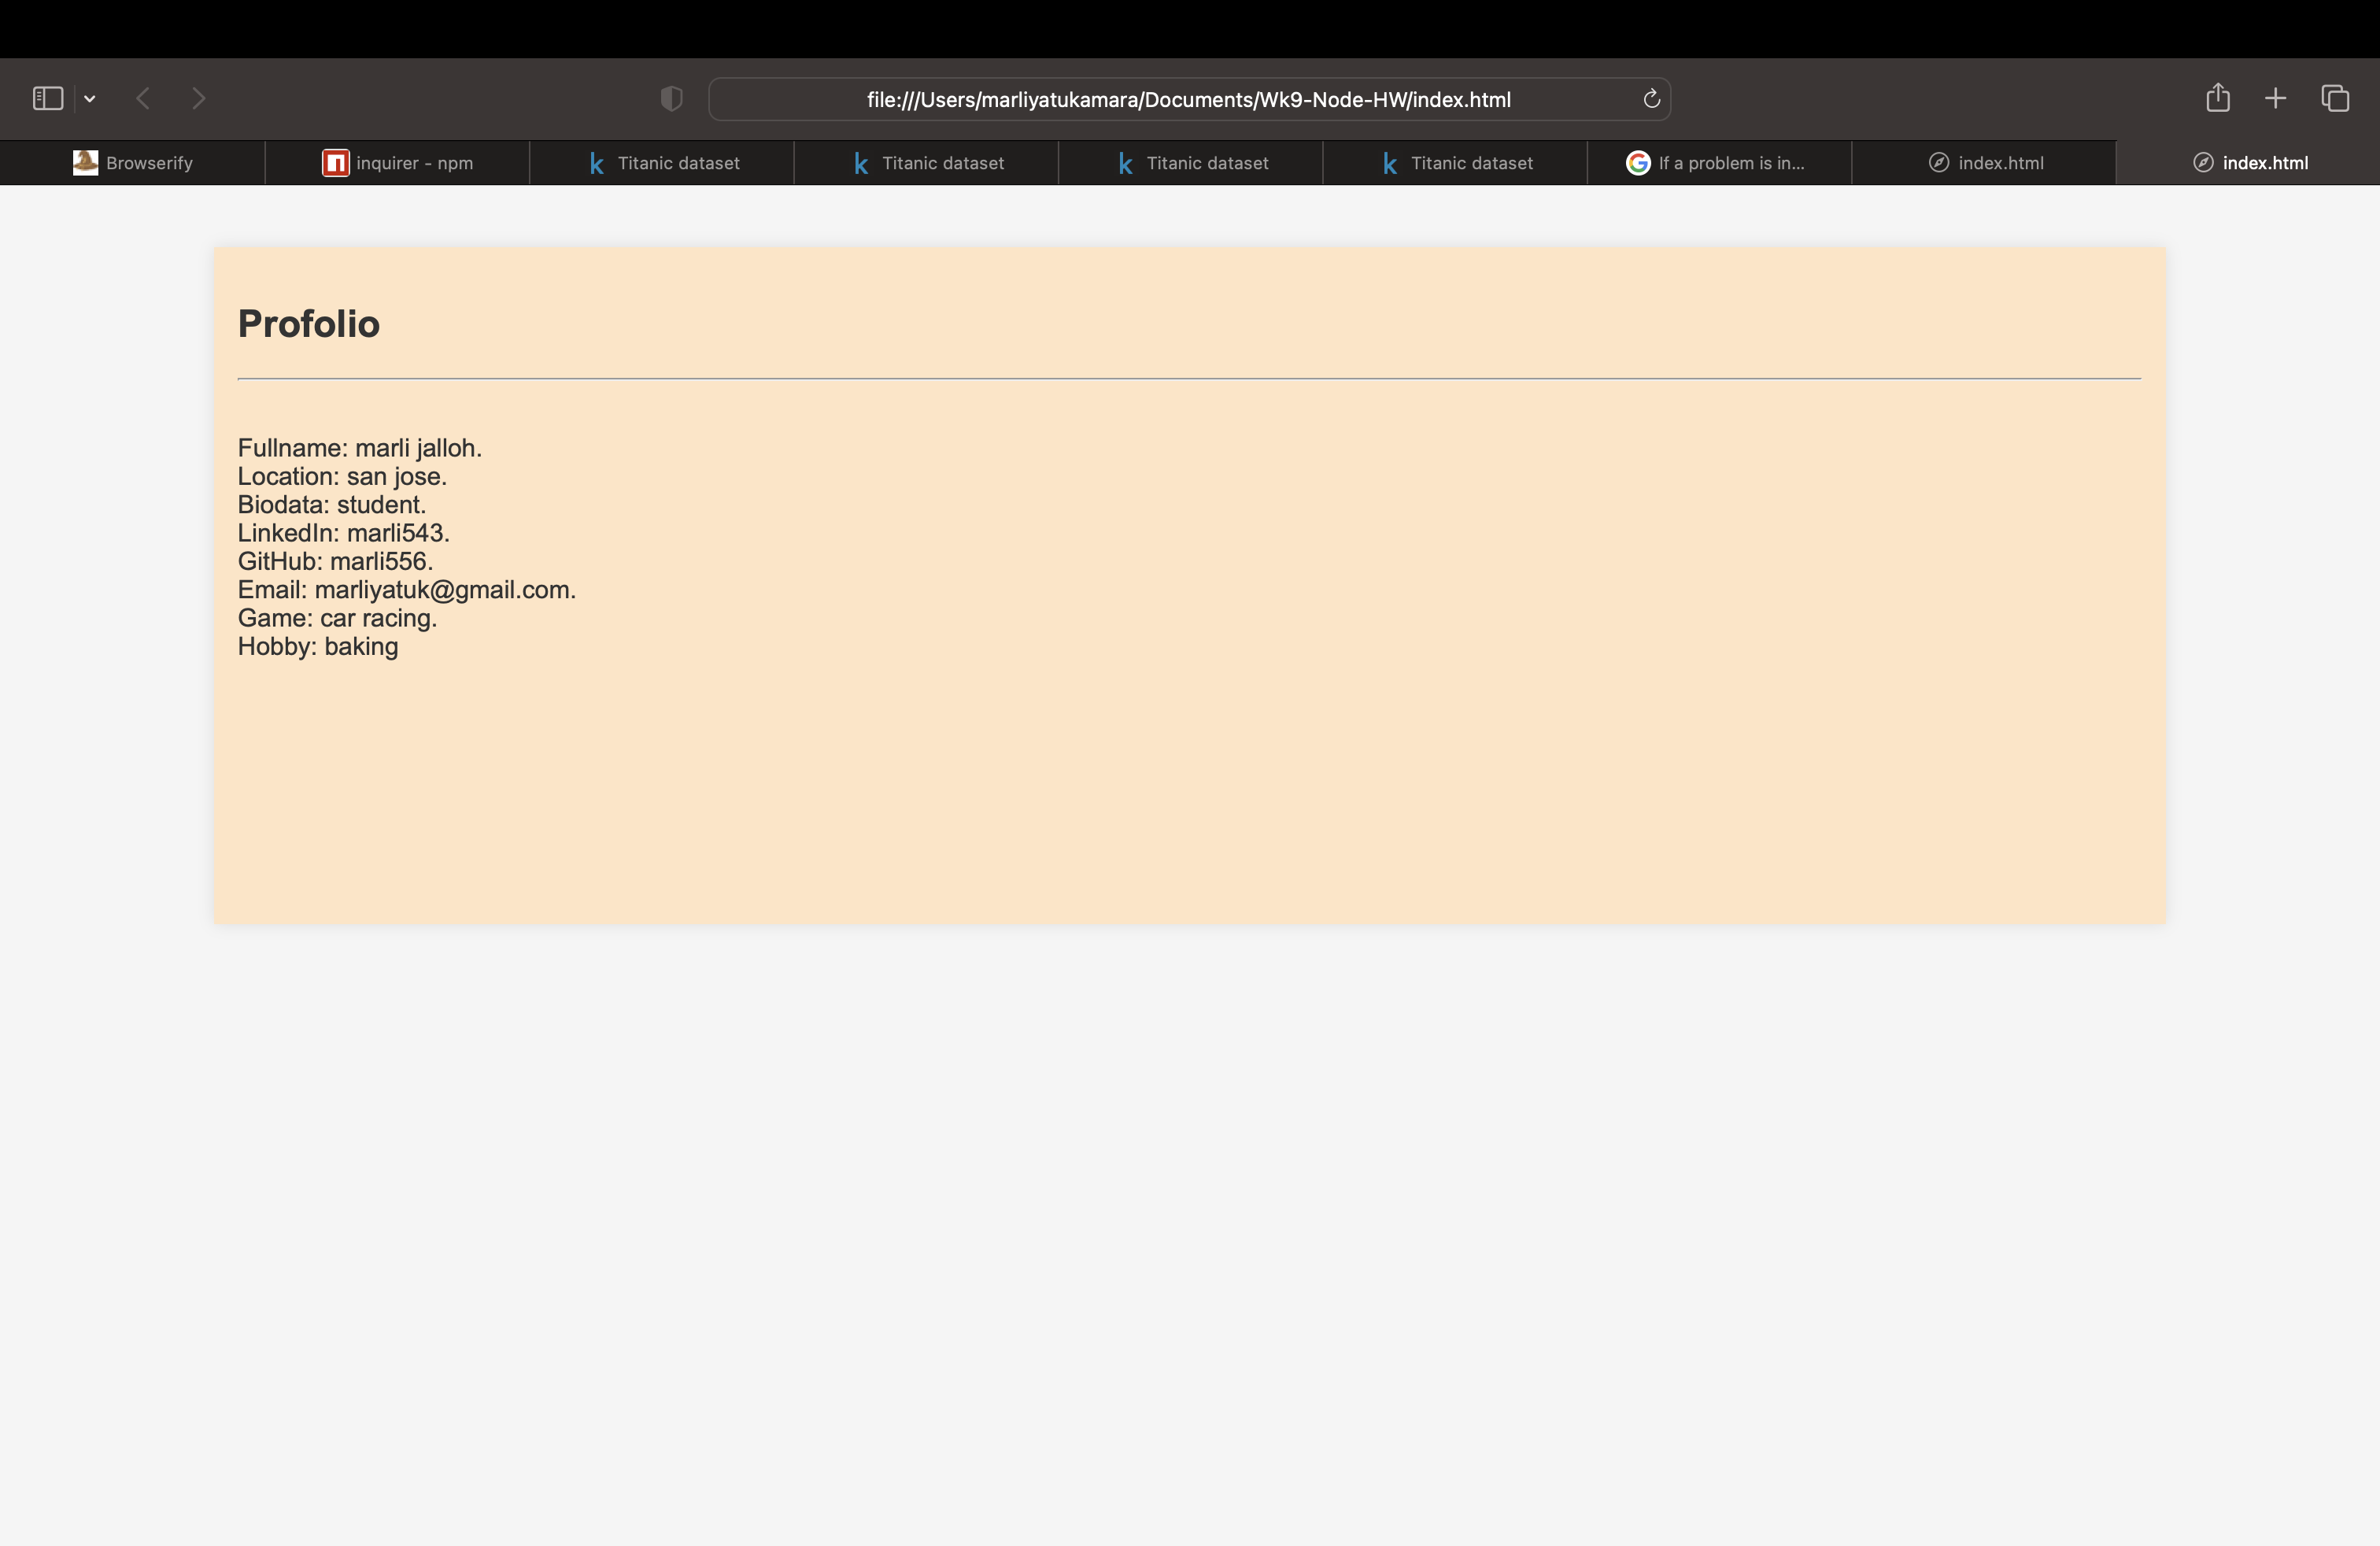 file:///Users/marliyatukamara/Documents/Wk9-Node-HW/index.html
Browserify
inquirer - npm
k Titanic dataset
k Titanic dataset
k Titanic dataset
k Titanic dataset
G If a problem is in...
index.html
index.html
Profolio
Fullname: marli jalloh.
Location: san jose.
Biodata: student.
LinkedIn: marli543.
GitHub: marli556.
Email: marliyatuk@gmail.com.
Game: car racing.
Hobby: baking